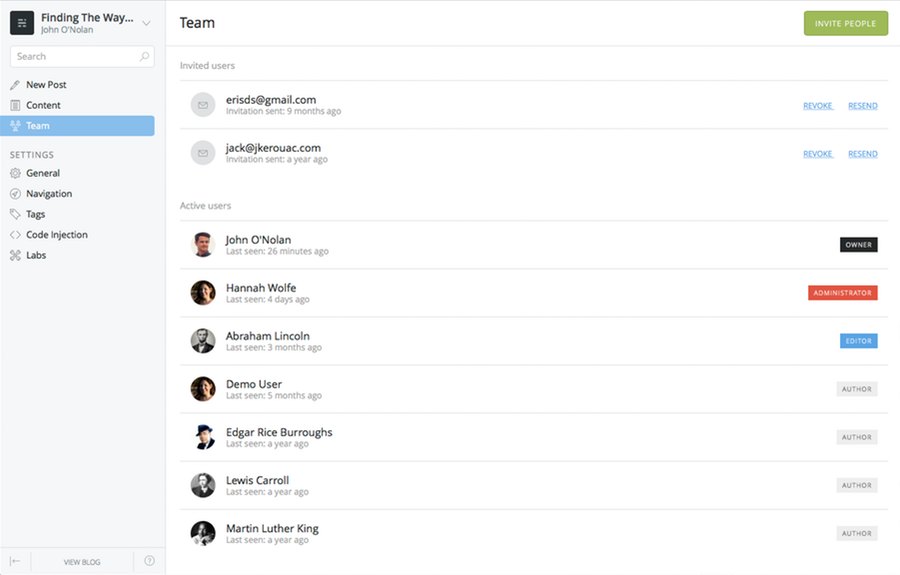 Finding The Way...
John O'Nolan
Search
New Post
Content
Team
SETTINGS
General
Navigation
Tags
Code Injection
Labs
VIEW BLOG
?
Team
INVITE PEOPLE
Invited users
erisds@gmail.com
Invitation sent: 9 months ago
REVOKE RESEND
jack@jkerouac.com
Invitation sent: a year ago
REVOKE RESEND
Active users
John O'Nolan
Last seen: 26 minutes ago
OWNER
Hannah Wolfe
Last seen: 4 days ago
ADMINISTRATOR
Abraham Lincoln
Last seen: 3 months ago
EDITOR
Demo User
Last seen: 5 months ago
AUTHOR
Edgar Rice Burroughs
Last seen: a year ago
AUTHOR
Lewis Carroll
Last seen: a year ago
AUTHOR
Martin Luther King
Last seen: a year ago
AUTHOR